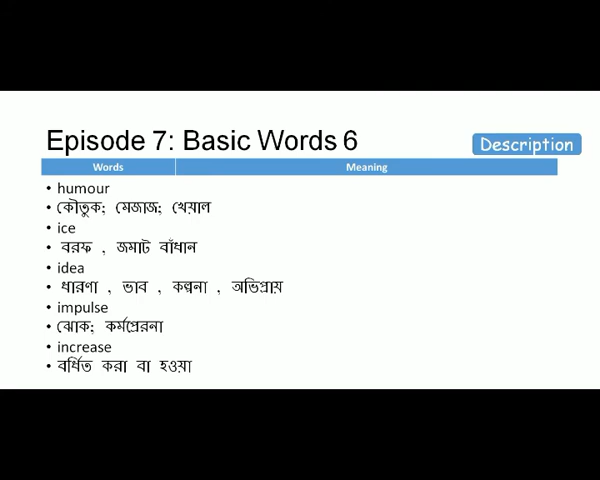 Episode 7: Basic Words 6
Description
Words Meaning
• humour
• কৌতুক; মেজাজ; খেয়াল
• ice
• বরফ , জমাট বাঁধান
• idea
• ধারণা , ভাব , কল্পনা , অভিপ্রায়
• impulse
• ঝোক; কর্মপ্রেরনা
• increase
• বর্ধিত করা বা হওয়া